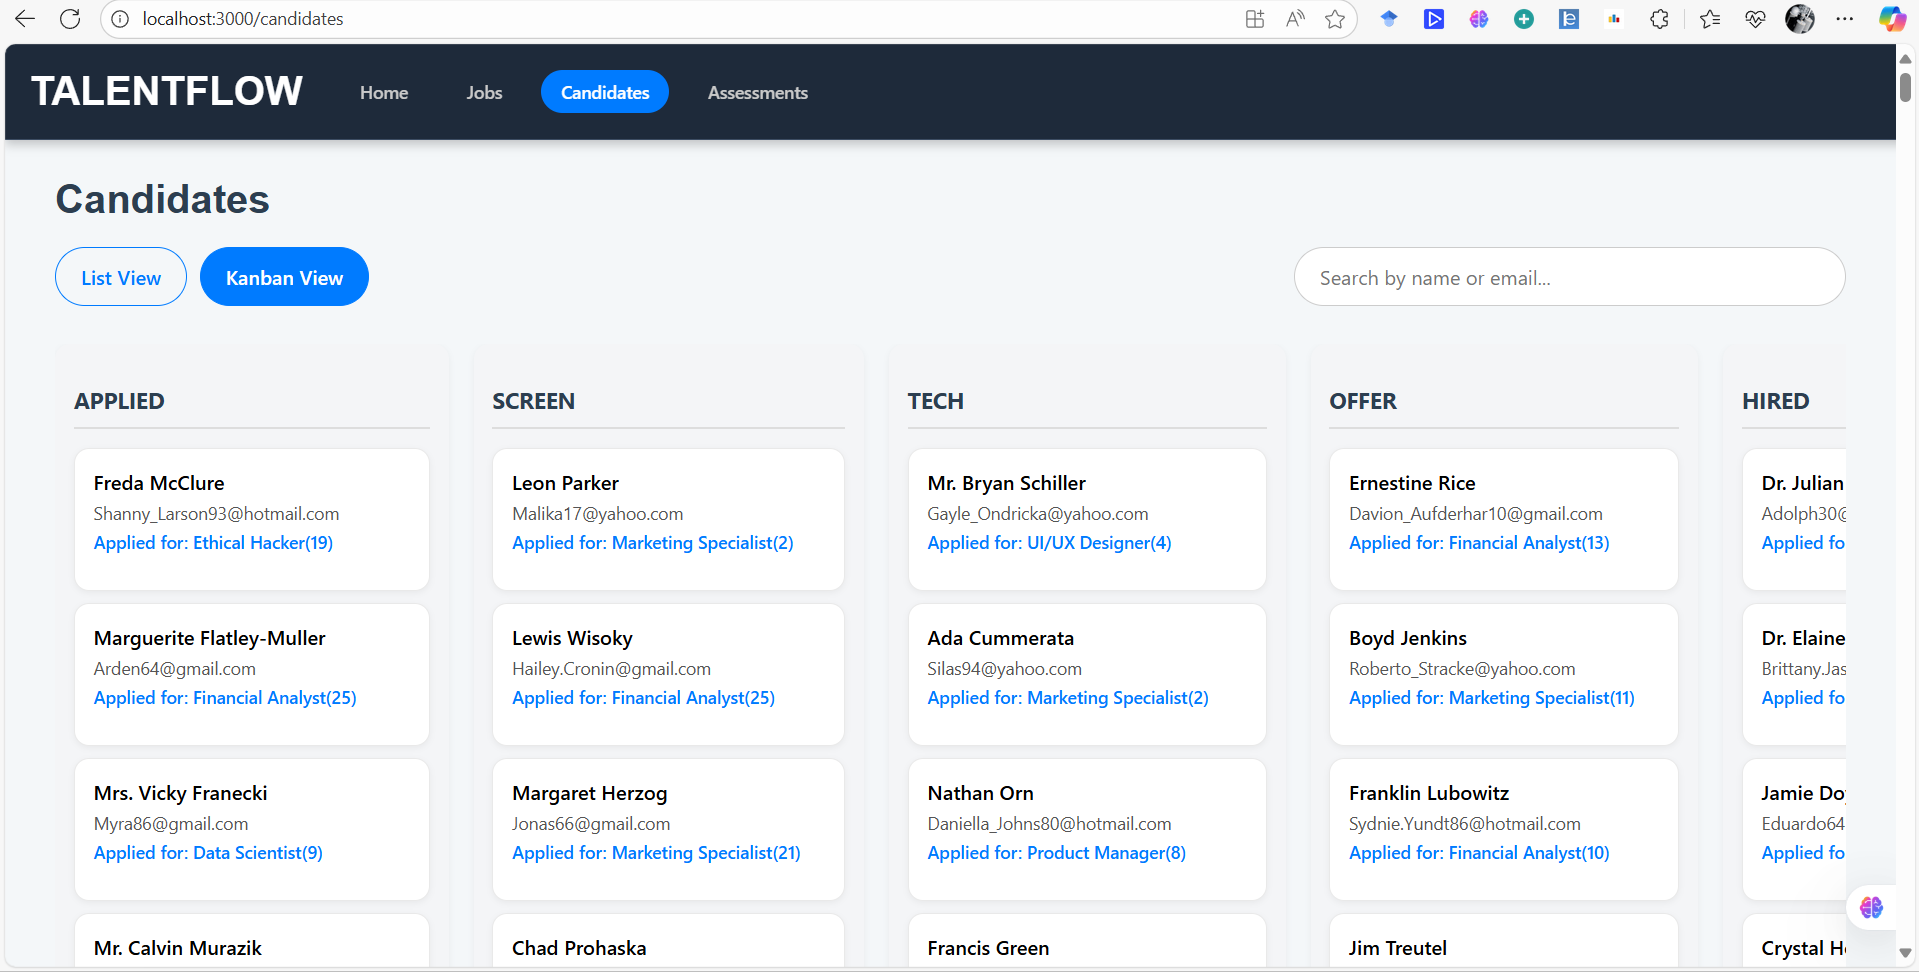 localhost:3000/candidates
TALENTFLOW
Home
Jobs
Candidates
Assessments
Candidates
List View
Kanban View
Search by name or email...
APPLIED
Freda McClure
Shanny_Larson93@hotmail.com
Applied for: Ethical Hacker(19)
Marguerite Flatley-Muller
Arden64@gmail.com
Applied for: Financial Analyst(25)
Mrs. Vicky Franecki
Myra86@gmail.com
Applied for: Data Scientist(9)
Mr. Calvin Murazik
SCREEN
Leon Parker
Malika17@yahoo.com
Applied for: Marketing Specialist(2)
Lewis Wisoky
Hailey.Cronin@gmail.com
Applied for: Financial Analyst(25)
Margaret Herzog
Jonas66@gmail.com
Applied for: Marketing Specialist(21)
Chad Prohaska
TECH
Mr. Bryan Schiller
Gayle_Ondricka@yahoo.com
Applied for: UI/UX Designer(4)
Ada Cummerata
Silas94@yahoo.com
Applied for: Marketing Specialist(2)
Nathan Orn
Daniella_Johns80@hotmail.com
Applied for: Product Manager(8)
Francis Green
OFFER
Ernestine Rice
Davion_Aufderhar10@gmail.com
Applied for: Financial Analyst(13)
Boyd Jenkins
Roberto_Stracke@yahoo.com
Applied for: Marketing Specialist(11)
Franklin Lubowitz
Sydnie.Yundt86@hotmail.com
Applied for: Financial Analyst(10)
Jim Treutel
HIRED
Dr. Julian
Adolph30@
Applied fo
Dr. Elaine
Brittany.Jas
Applied fo
Jamie Do
Eduardo64
Applied fo
Crystal H